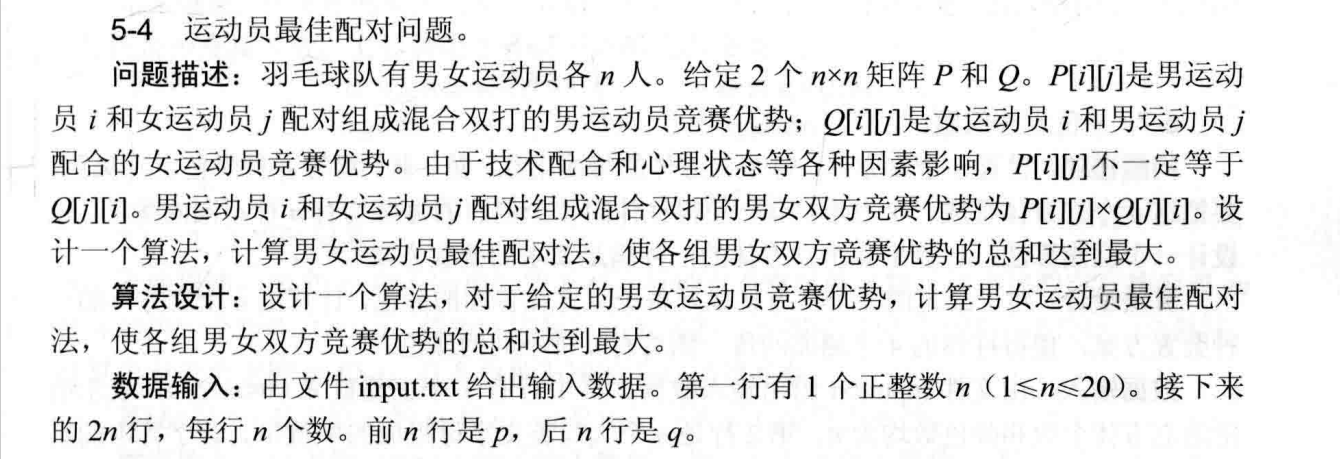 5-4 运动员最佳配对问题。
问题描述：羽毛球队有男女运动员各 n 人。给定 2 个 n×n 矩阵 P 和 Q。P[i][j]是男运动
员 i 和女运动员 j 配对组成混合双打的男运动员竞赛优势；Q[i][j]是女运动员 i 和男运动员 j
配合的女运动员竞赛优势。由于技术配合和心理状态等各种因素影响，P[i][j]不一定等于
Q[j][i]。男运动员 i 和女运动员 j 配对组成混合双打的男女双方竞赛优势为 P[i][j]×Q[j][i]。设
计一个算法，计算男女运动员最佳配对法，使各组男女双方竞赛优势的总和达到最大。
算法设计：设计一个算法，对于给定的男女运动员竞赛优势，计算男女运动员最佳配对
法，使各组男女双方竞赛优势的总和达到最大。
数据输入：由文件 input.txt 给出输入数据。第一行有 1 个正整数 n（1≤n≤20）。接下来
的 2n 行，每行 n 个数。前 n 行是 p，后 n 行是 q。